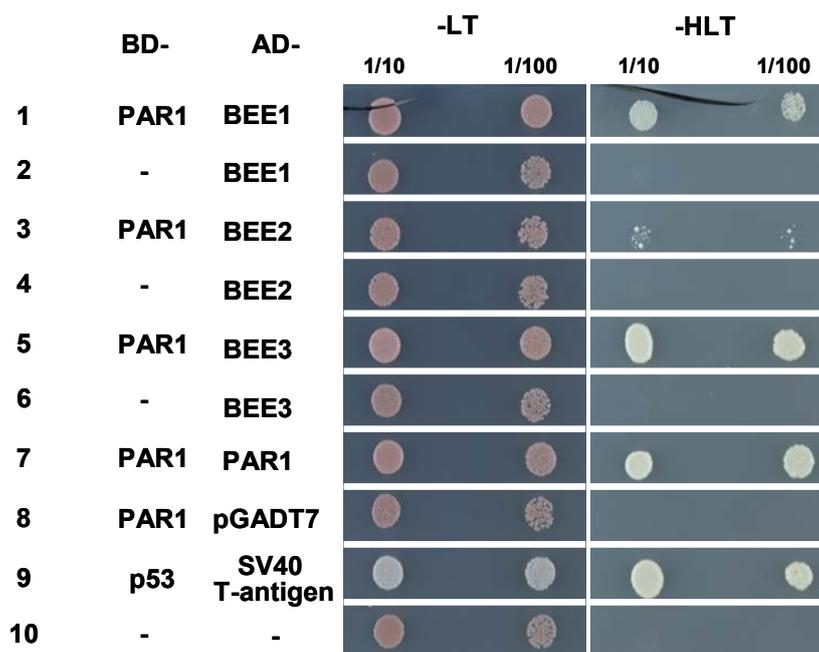 -LT -HLT
BD- AD-
1/10 1/100 1/10 1/100
1 PAR1 BEE1
2 - BEE1
3 PAR1 BEE2
4 - BEE2
5 PAR1 BEE3
6 - BEE3
7 PAR1 PAR1
8 PAR1 pGADT7
9 p53 SV40
T-antigen
10 - -